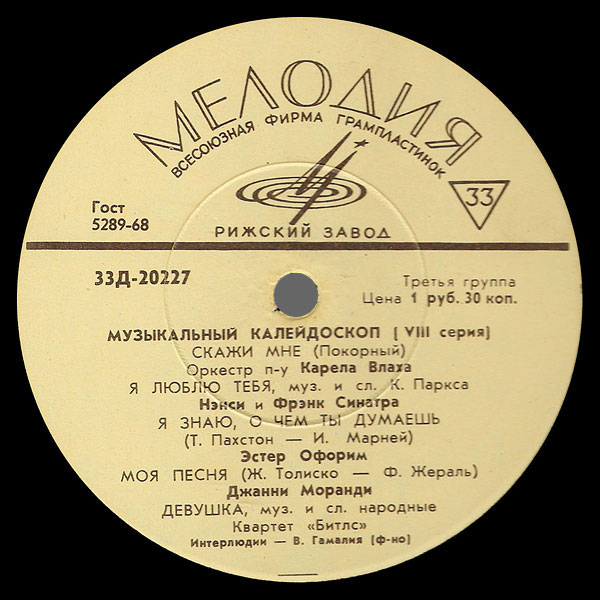 МЕЛОДИЯ
ВСЕСОЮЗНАЯ ФИРМА ГРАМПЛАСТИНОК
33
Гост
5289-68
РИЖСКИЙ ЗАВОД
33Д-20227
Третья группа
Цена 1 руб. 30 коп.
МУЗЫКАЛЬНЫЙ КАЛЕЙДОСКОП (VIII серия)
СКАЖИ МНЕ (Покорный)
Оркестр п-у Карела Влаха
Я ЛЮБЛЮ ТЕБЯ, муз. и сл. К. Паркса
Нэнси и Фрэнк Синатра
Я ЗНАЮ, О ЧЕМ ТЫ ДУМАЕШЬ
(Т. Пахстон — И. Марней)
Эстер Офорим
МОЯ ПЕСНЯ (Ж. Толиско — Ф. Жераль)
Джанни Моранди
ДЕВУШКА, муз. и сл. народные
Квартет «Битлс»
Интерлюдии — В. Гамалия (ф-но)